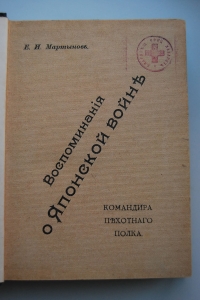 Е. И. Мартыновъ.
Воспоминанія
о Японской войнѣ
КОМАНДИРА
ПѢХОТНАГО
ПОЛКА.